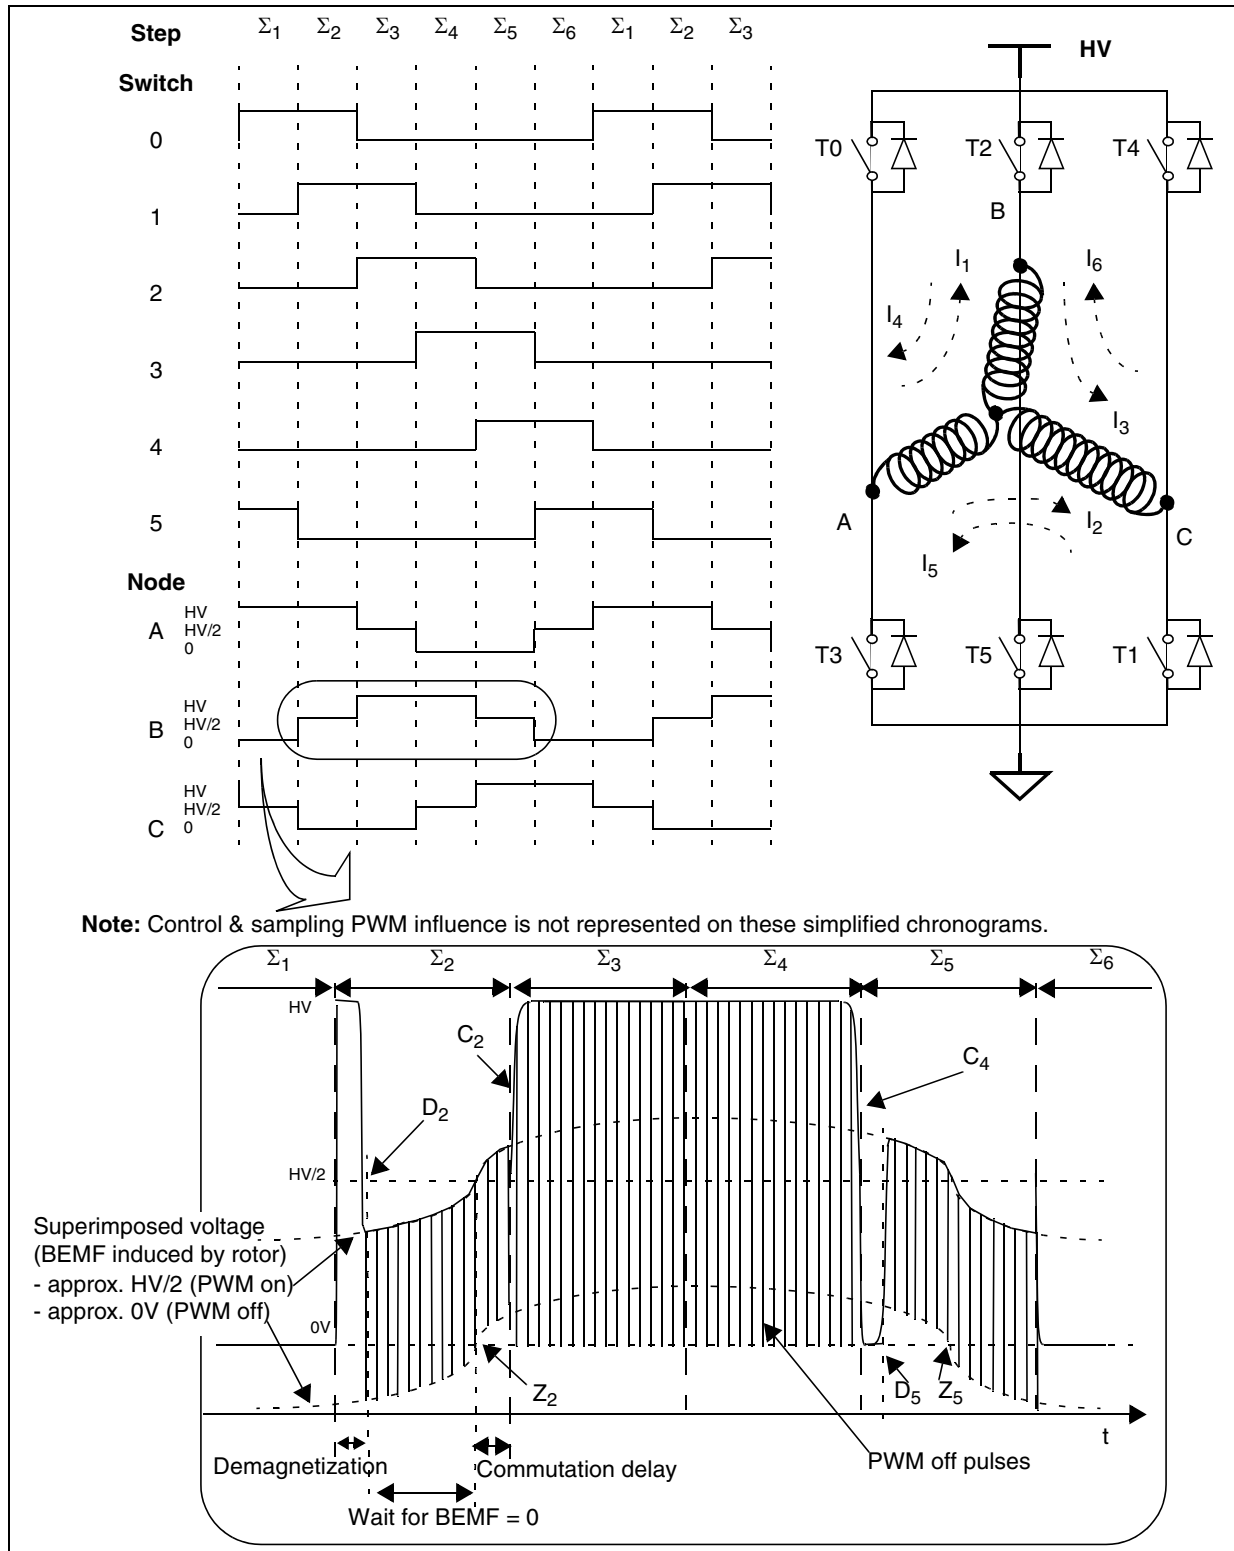 Step Σ1 Σ2 Σ3 Σ4 Σ5 Σ6 Σ1 Σ2 Σ3
Switch
0
1
2
3
4
5
Node
A HV
HV/2
0
B HV
HV/2
0
C HV
HV/2
0
HV
T0 T2 T4
B
I1 I6
I4
I3
A
I2
C
I5
T3 T5 T1
Note: Control & sampling PWM influence is not represented on these simplified chronograms.
Σ1 Σ2 Σ3 Σ4 Σ5 Σ6
HV
C2
C4
D2
HV/2
Superimposed voltage
(BEMF induced by rotor)
- approx. HV/2 (PWM on)
- approx. 0V (PWM off)
0V
Z2
D5 Z5
t
Demagnetization
Commutation delay
PWM off pulses
Wait for BEMF = 0